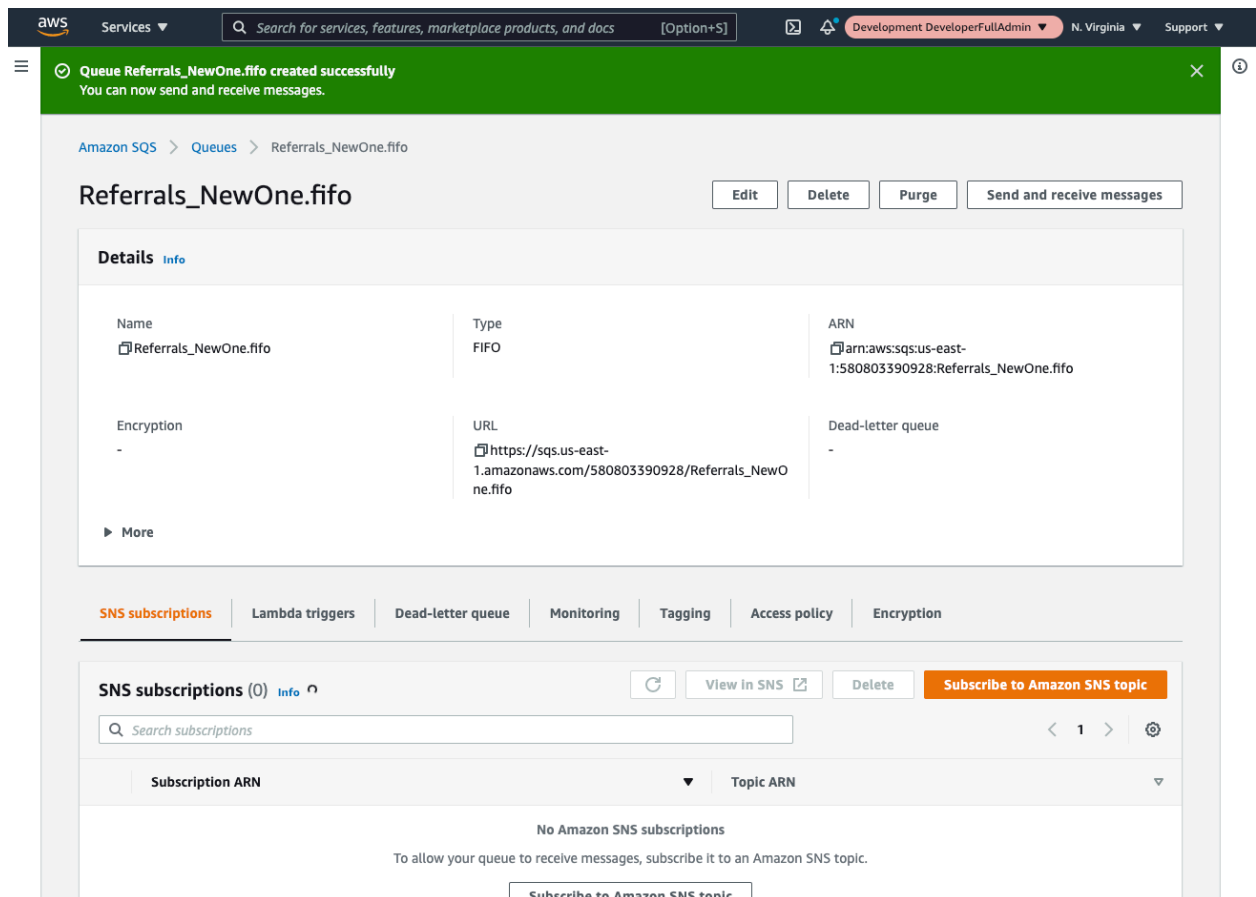 aws
Services ▼
Search for services, features, marketplace products, and docs [Option+S]
Development DeveloperFullAdmin ▼
N. Virginia ▼
Support ▼
Queue Referrals_NewOne.fifo created successfully
You can now send and receive messages.
Amazon SQS > Queues > Referrals_NewOne.fifo
Referrals_NewOne.fifo
Edit
Delete
Purge
Send and receive messages
Details Info
Name
Referrals_NewOne.fifo
Type
FIFO
ARN
arn:aws:sqs:us-east-
1:580803390928:Referrals_NewOne.fifo
Encryption
-
URL
https://sqs.us-east-
1.amazonaws.com/580803390928/Referrals_NewO
ne.fifo
Dead-letter queue
-
More
SNS subscriptions
Lambda triggers
Dead-letter queue
Monitoring
Tagging
Access policy
Encryption
SNS subscriptions (0) Info
View in SNS
Delete
Subscribe to Amazon SNS topic
Search subscriptions
1
Subscription ARN
Topic ARN
No Amazon SNS subscriptions
To allow your queue to receive messages, subscribe it to an Amazon SNS topic.
Subscribe to Amazon SNS topic